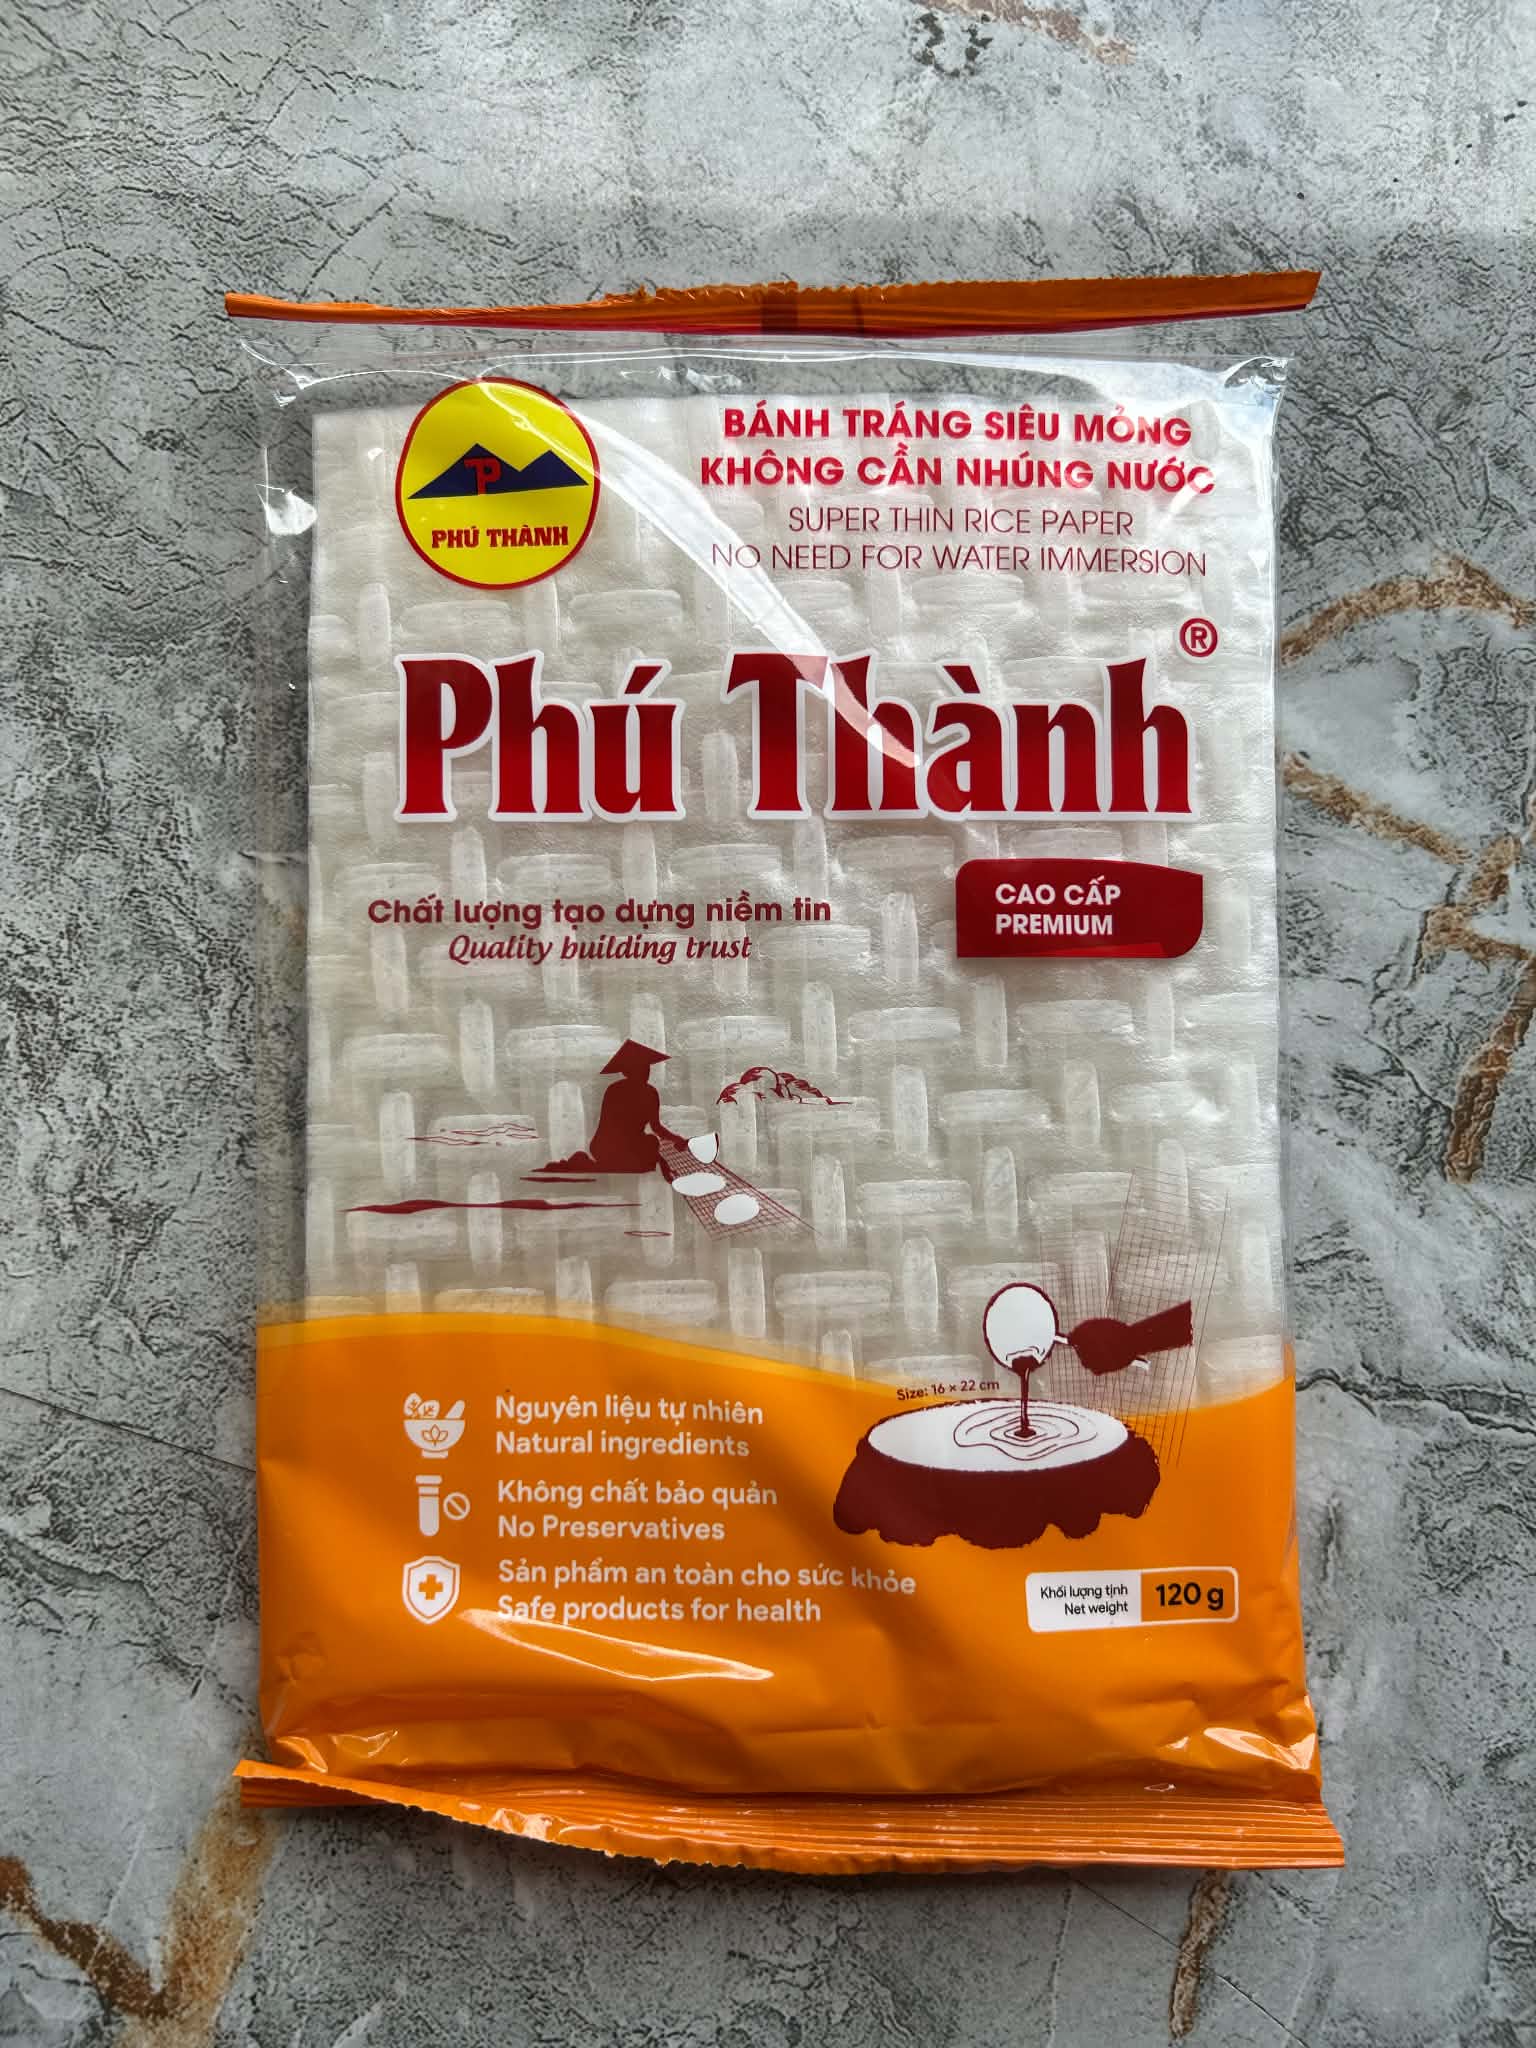 BÁNH TRÁNG SIÊU MỎNG
KHÔNG CẦN NHÚNG NƯỚC
SUPER THIN RICE PAPER
NO NEED FOR WATER IMMERSION
TP
PHÚ THÀNH
Phú Thành®
Chất lượng tạo dựng niềm tin
Quality building trust
CAO CẤP
PREMIUM
Size: 16 × 22 cm
Nguyên liệu tự nhiên
Natural ingredients
Không chất bảo quản
No Preservatives
Sản phẩm an toàn cho sức khỏe
Safe products for health
Khối lượng tịnh
Net weight
120 g